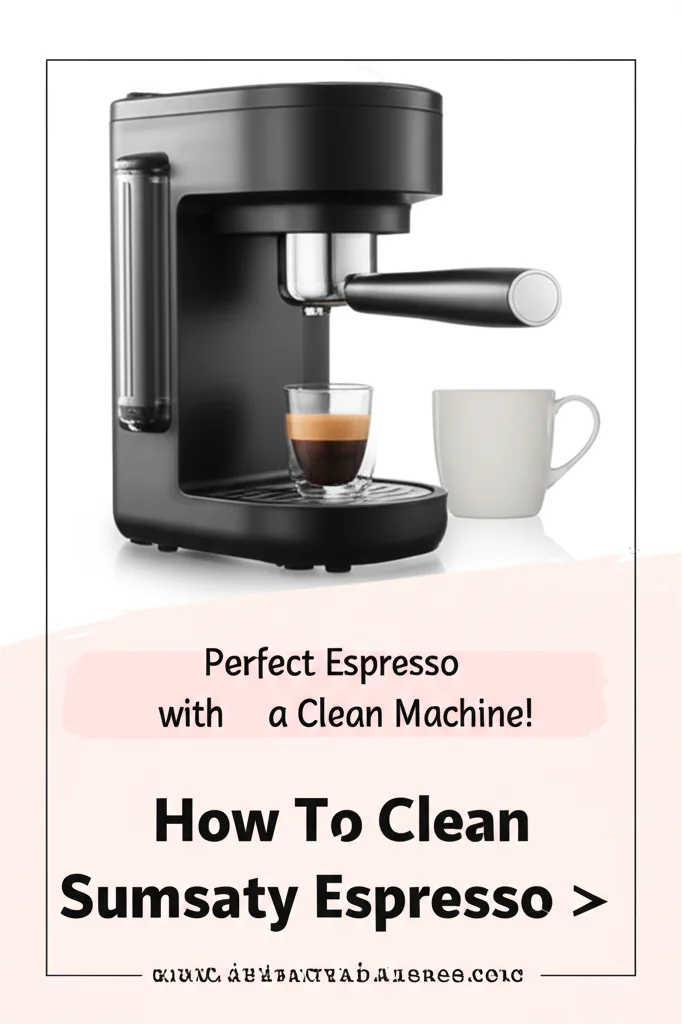 Perfect Espresso
with a Clean Machine!
How To Clean
Sumsaty Espresso >